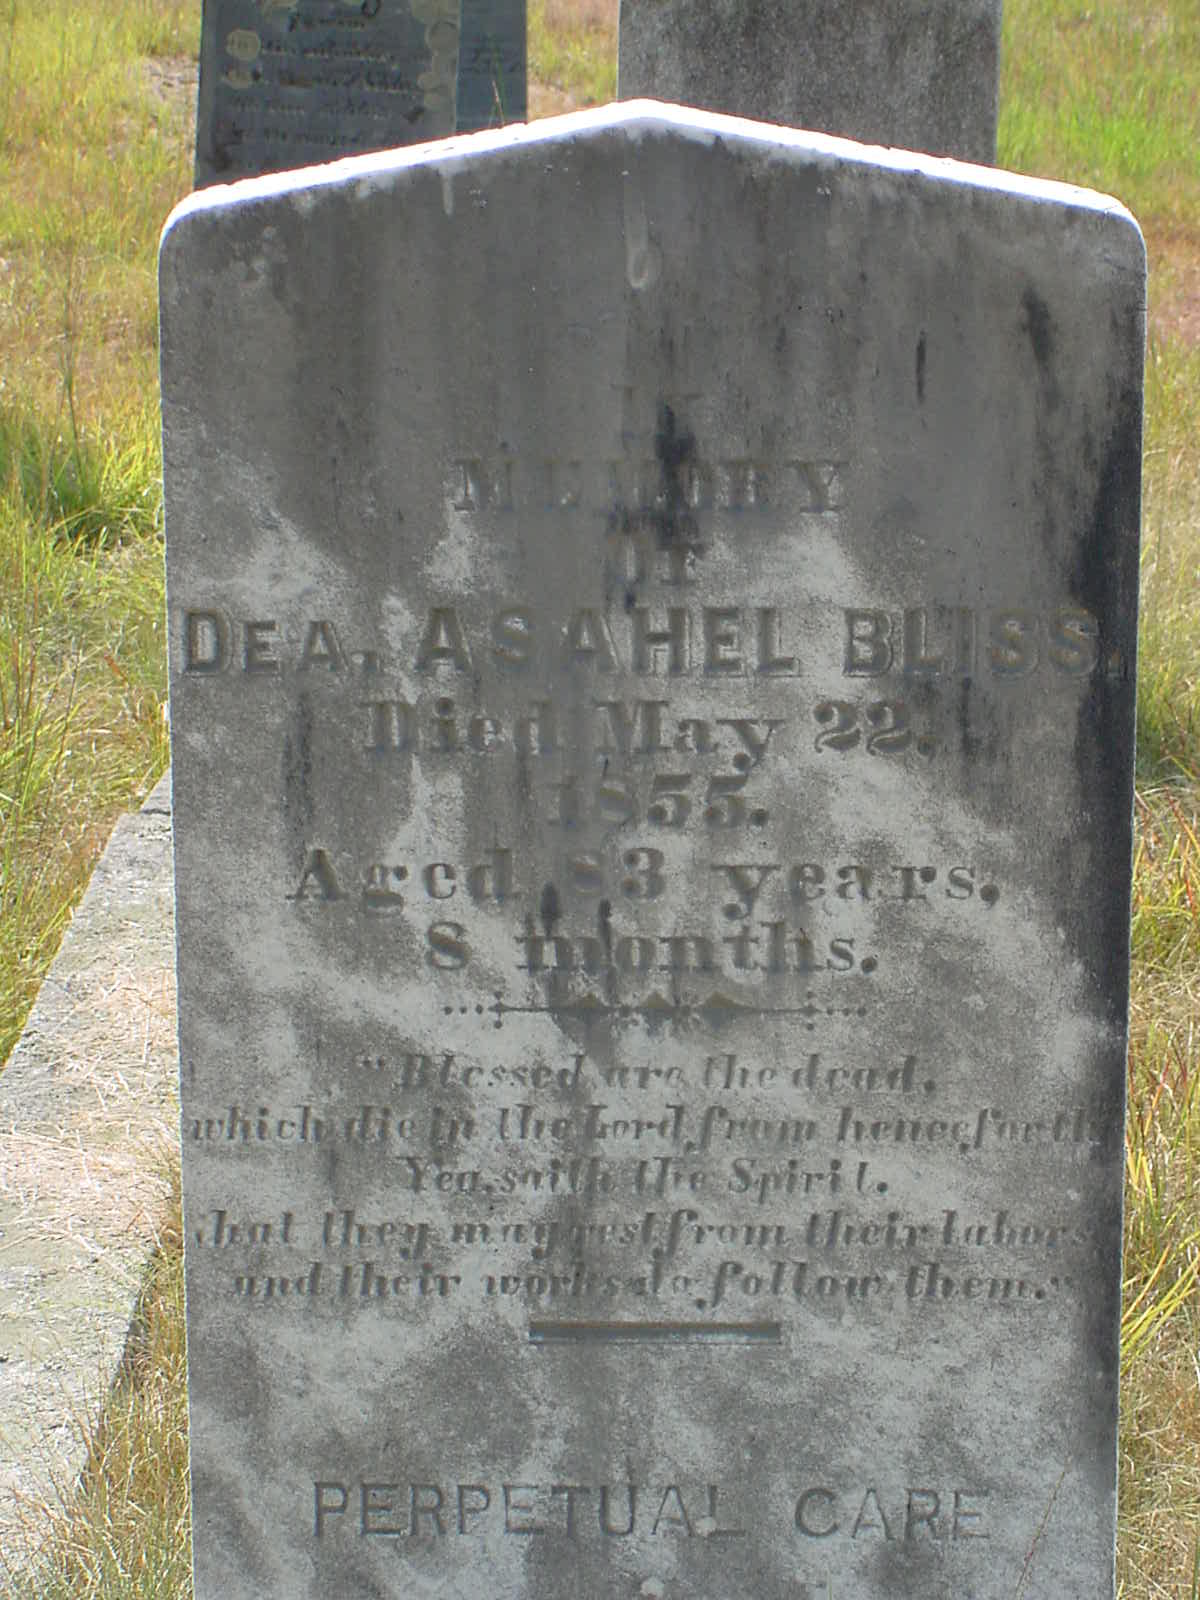 MEMORY
OF
DEA. ASAHEL BLISS.
Died May 22.
1855.
Aged 83 years,
8 months.
"Blessed are the dead,
which die in the Lord from henceforth
Yea, saith the Spirit.
that they may rest from their labors
and their works do follow them."
PERPETUAL CARE